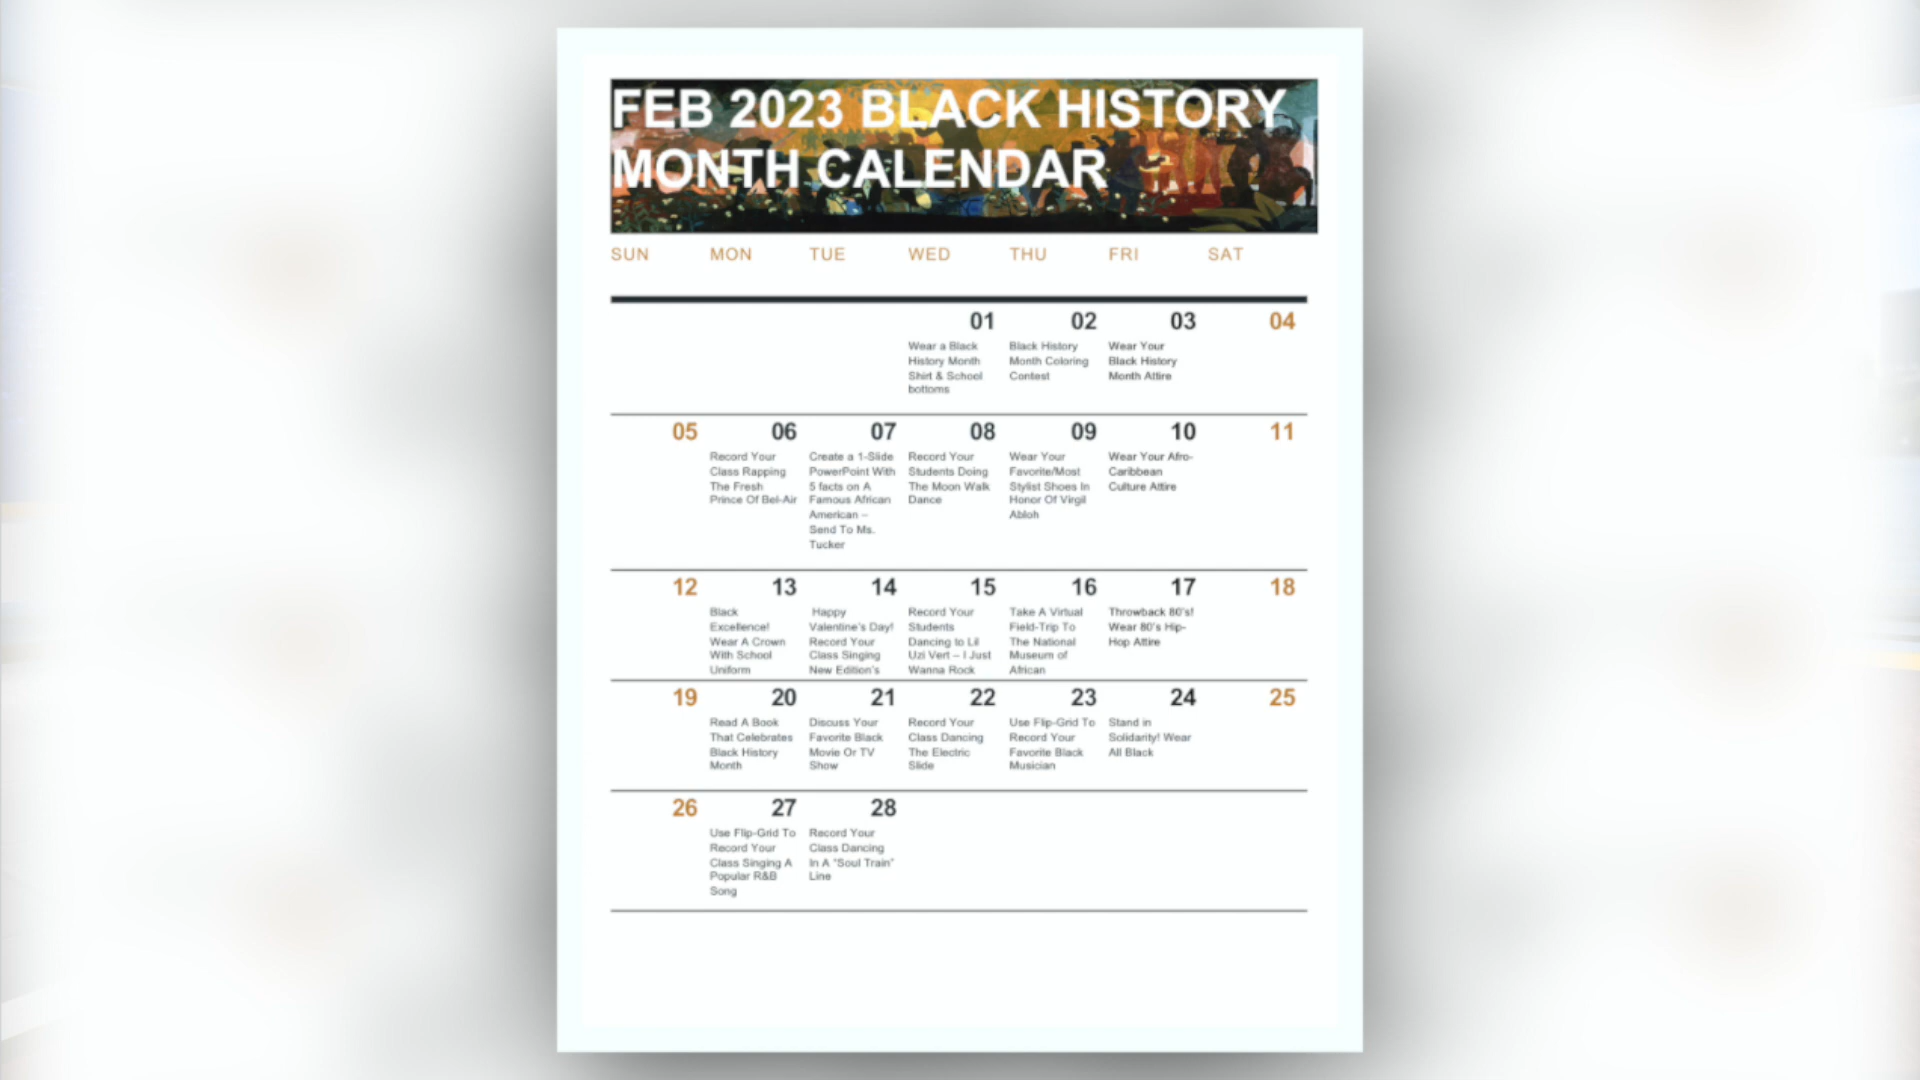 FEB 2023 BLACK HISTORY
MONTH CALENDAR
SUN MON TUE WED THU FRI SAT
01 02 03 04
Wear a Black
History Month
Shirt & School
bottoms
Black History
Month Coloring
Contest
Wear Your
Black History
Month Attire
05 06 07 08 09 10 11
Record Your
Class Rapping
The Fresh
Prince Of Bel-Air
Create a 1-Slide
PowerPoint With
5 facts on A
Famous African
American –
Send To Ms.
Tucker
Record Your
Students Doing
The Moon Walk
Dance
Wear Your
Favorite/Most
Stylist Shoes In
Honor Of Virgil
Abloh
Wear Your Afro-
Caribbean
Culture Attire
12 13 14 15 16 17 18
Black
Excellence!
Wear A Crown
With School
Uniform
Happy
Valentine's Day!
Record Your
Class Singing
New Edition's
Record Your
Students
Dancing to Lil
Uzi Vert – I Just
Wanna Rock
Take A Virtual
Field-Trip To
The National
Museum of
African
Throwback 80's!
Wear 80's Hip-
Hop Attire
19 20 21 22 23 24 25
Read A Book
That Celebrates
Black History
Month
Discuss Your
Favorite Black
Movie Or TV
Show
Record Your
Class Dancing
The Electric
Slide
Use Flip-Grid To
Record Your
Favorite Black
Musician
Stand in
Solidarity! Wear
All Black
26 27 28
Use Flip-Grid To
Record Your
Class Singing A
Popular R&B
Song
Record Your
Class Dancing
In A "Soul Train"
Line